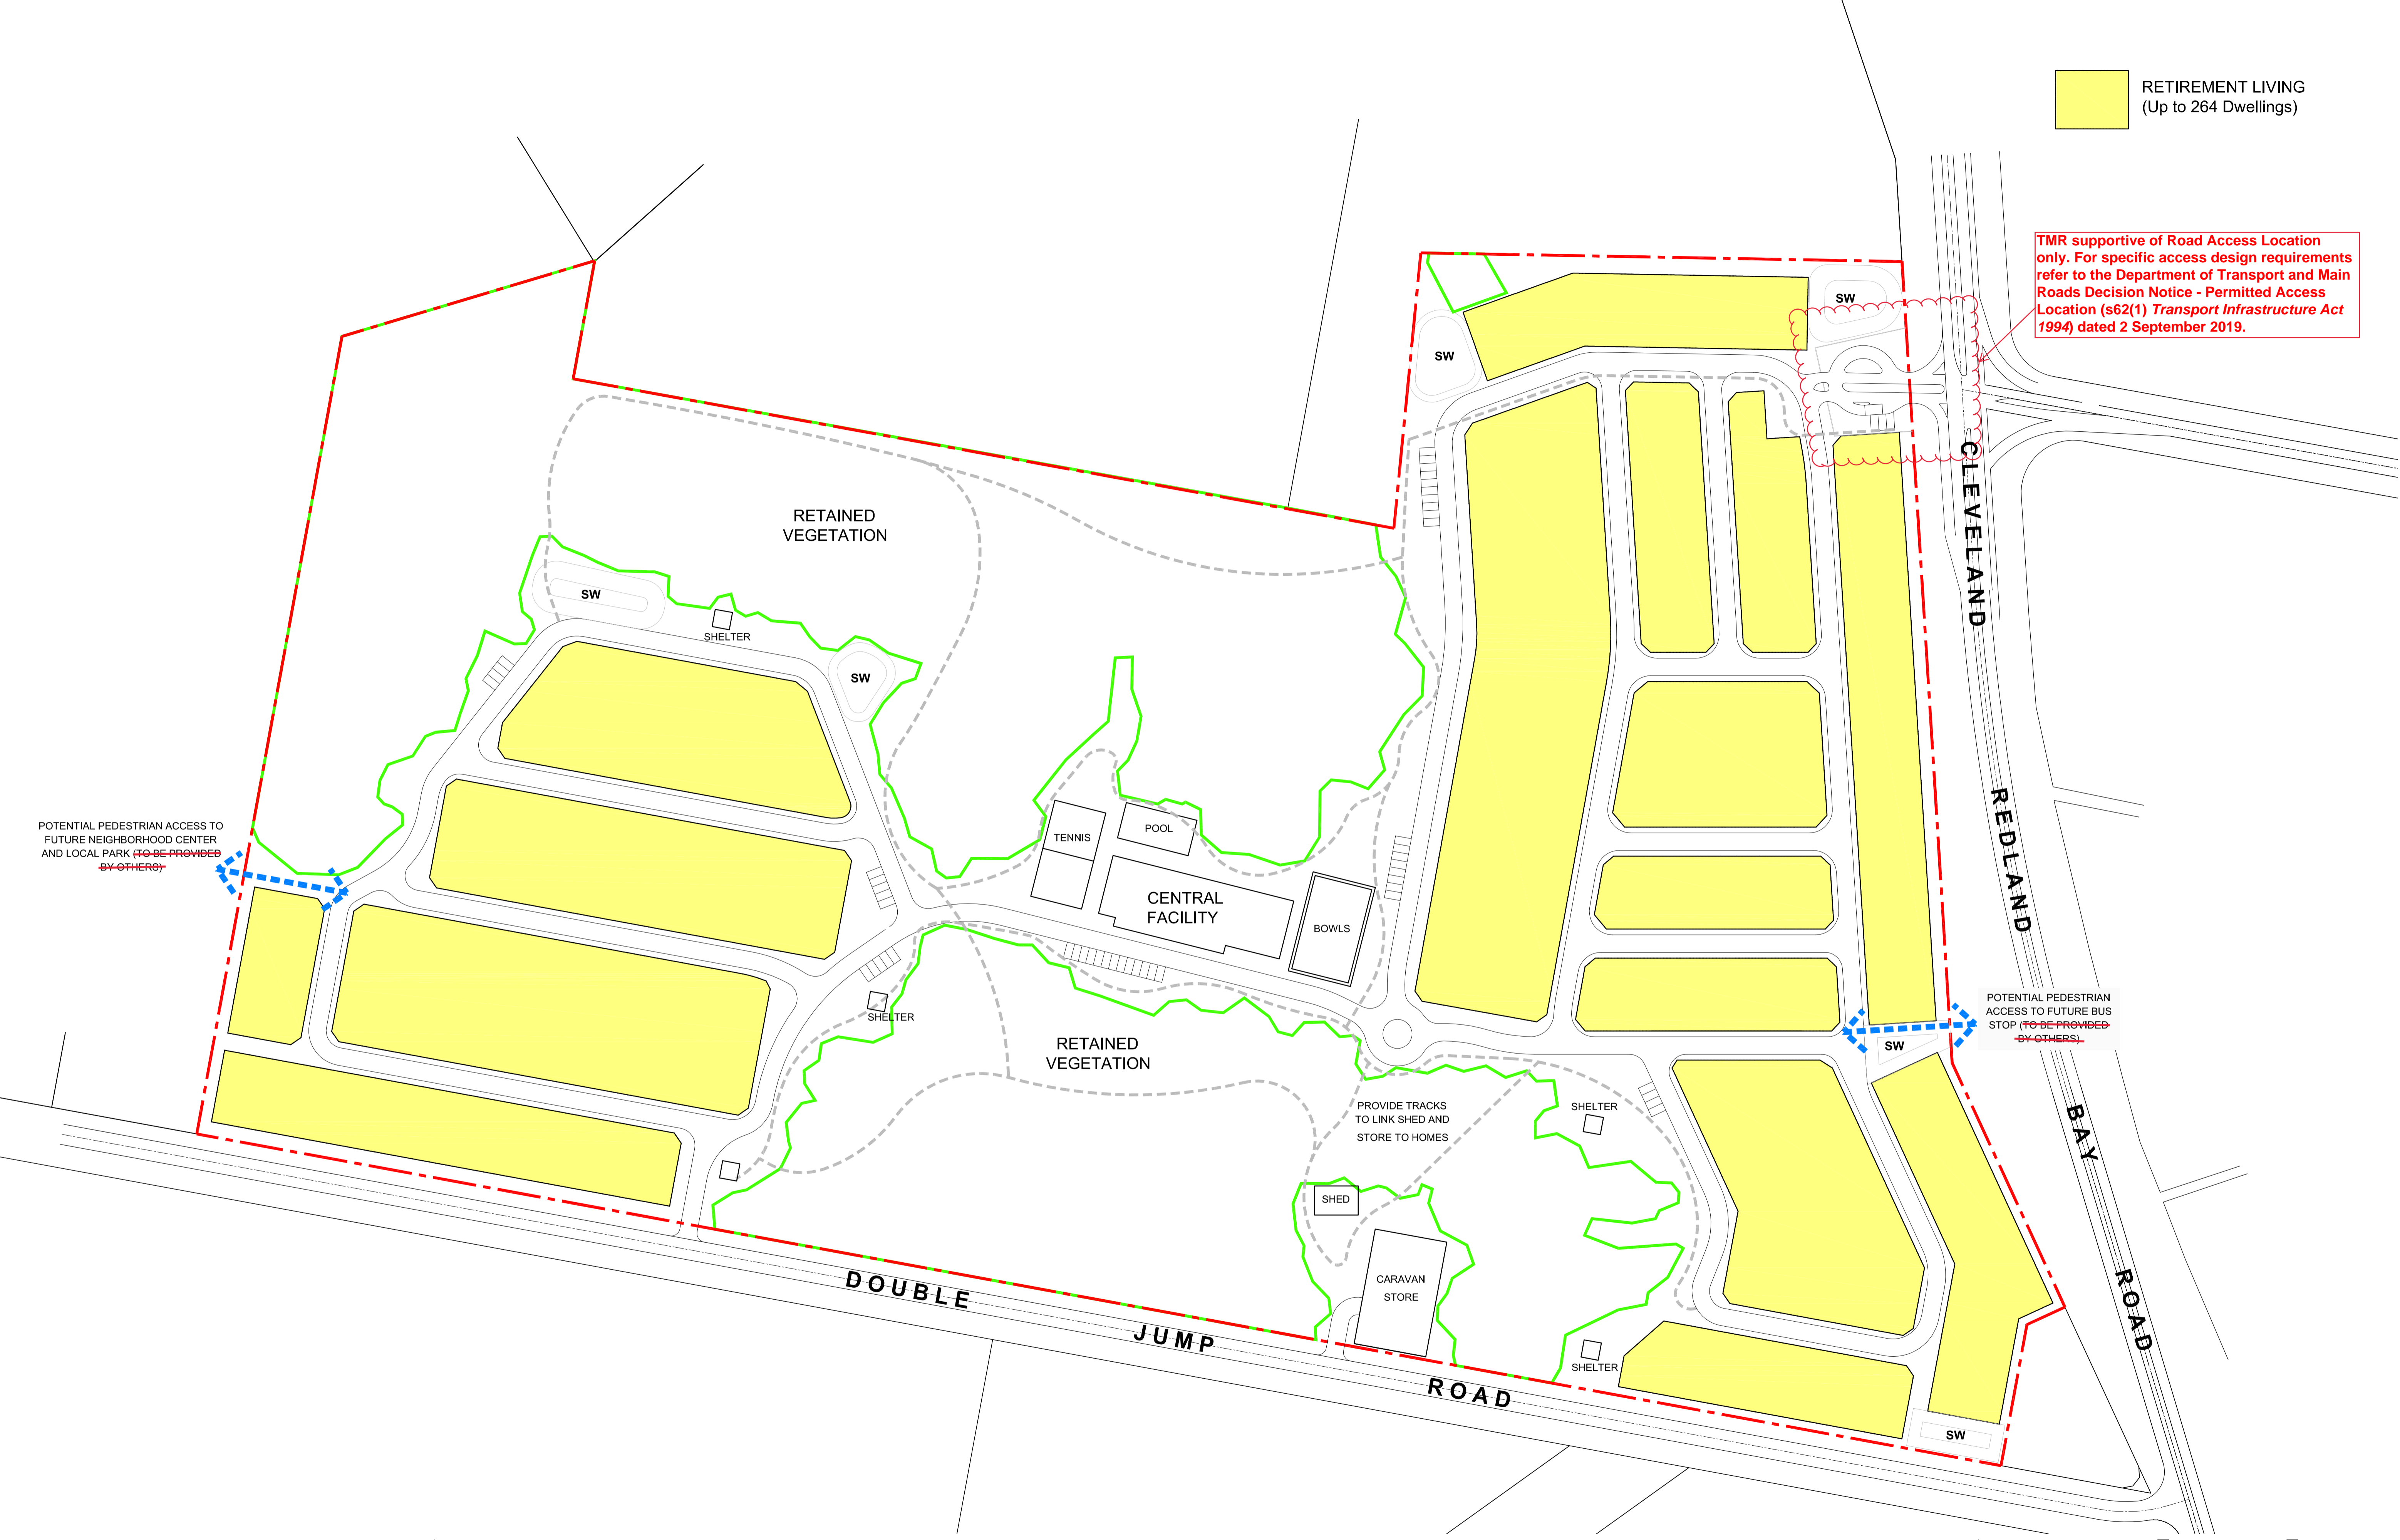 RETIREMENT LIVING
(Up to 264 Dwellings)
TMR supportive of Road Access Location
only. For specific access design requirements
refer to the Department of Transport and Main
Roads Decision Notice - Permitted Access
Location (s62(1) Transport Infrastructure Act
1994) dated 2 September 2019.
SW
SW
RETAINED
VEGETATION
SW
SHELTER
SW
POTENTIAL PEDESTRIAN ACCESS TO
FUTURE NEIGHBORHOOD CENTER
AND LOCAL PARK (TO BE PROVIDED
BY OTHERS)
TENNIS
POOL
CENTRAL
FACILITY
BOWLS
SHELTER
RETAINED
VEGETATION
POTENTIAL PEDESTRIAN
ACCESS TO FUTURE BUS
STOP (TO BE PROVIDED
BY OTHERS)
SW
PROVIDE TRACKS
TO LINK SHED AND
STORE TO HOMES
SHELTER
SHED
CARAVAN
STORE
SHELTER
SW
CLEVELAND
REDLAND
BAY
ROAD
DOUBLE
JUMP
ROAD